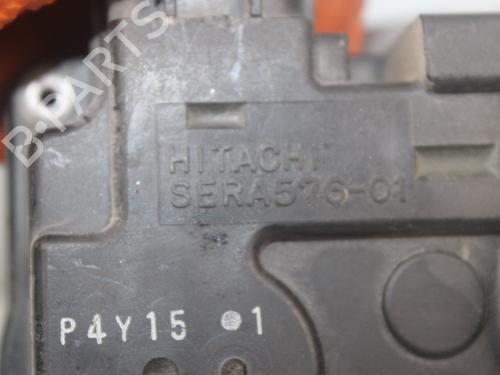 B-PARTS
HITACHI
SERA576-01
P4Y15 1